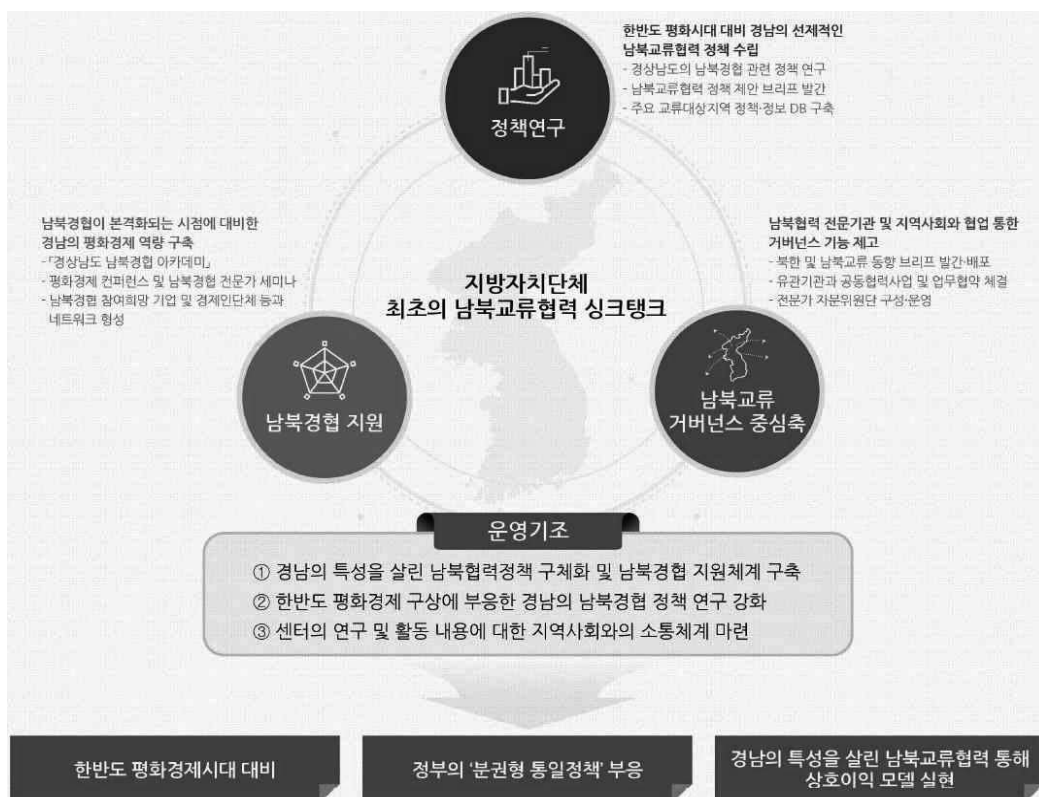 한반도 평화시대 대비 경남의 선제적인
남북교류협력 정책 수립
- 경상남도의 남북경협 관련 정책 연구
- 남북교류협력 정책 제안 브리프 발간
- 주요 교류대상지역 정책·정보 DB 구축
정책연구
남북경협이 본격화되는 시점에 대비한
경남의 평화경제 역량 구축
- 「경상남도 남북경협 아카데미」
- 평화경제 컨퍼런스 및 남북경협 전문가 세미나
- 남북경협 참여희망 기업 및 경제인단체 등과
네트워크 형성
남북협력 전문기관 및 지역사회와 협업 통한
거버넌스 기능 제고
- 북한 및 남북교류 동향 브리프 발간·배포
- 유관기관과 공동협력사업 및 업무협약 체결
- 전문가 자문위원단 구성·운영
지방자치단체
최초의 남북교류협력 싱크탱크
남북경협 지원
남북교류
거버넌스 중심축
운영기조
① 경남의 특성을 살린 남북협력정책 구체화 및 남북경협 지원체계 구축
② 한반도 평화경제 구상에 부응한 경남의 남북경협 정책 연구 강화
③ 센터의 연구 및 활동 내용에 대한 지역사회와의 소통체계 마련
한반도 평화경제시대 대비
정부의 ‘분권형 통일정책’ 부응
경남의 특성을 살린 남북교류협력 통해
상호이익 모델 실현